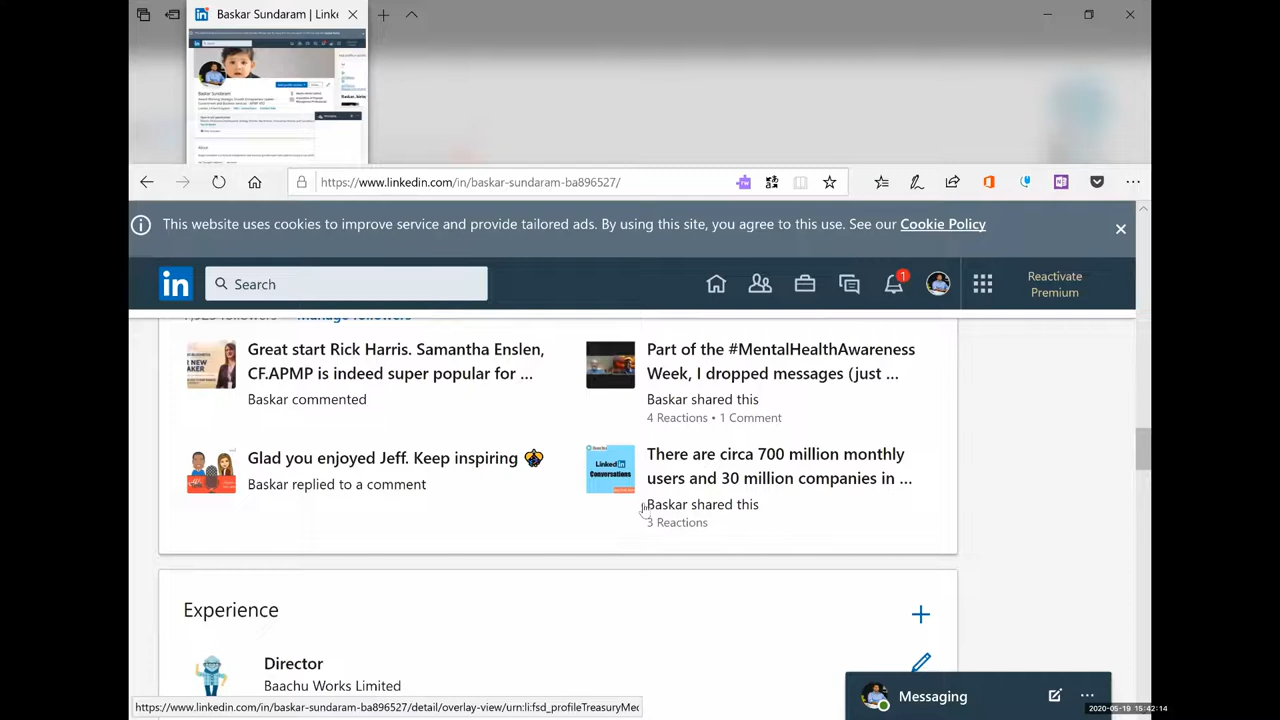 Baskar Sundaram | Linke
https://www.linkedin.com/in/baskar-sundaram-ba896527/
This website uses cookies to improve service and provide tailored ads. By using this site, you agree to this use. See our Cookie Policy
in
Search
1
Reactivate
Premium
Manage followers
Great start Rick Harris. Samantha Enslen,
CF.APMP is indeed super popular for ...
Baskar commented
Part of the #MentalHealthAwareness
Week, I dropped messages (just ...
Baskar shared this
4 Reactions • 1 Comment
Glad you enjoyed Jeff. Keep inspiring
Baskar replied to a comment
LinkedIn
Conversations
There are circa 700 million monthly
users and 30 million companies in ...
Baskar shared this
3 Reactions
Experience
Director
Baachu Works Limited
Messaging
https://www.linkedin.com/in/baskar-sundaram-ba896527/detail/overlay-view/urn:li:fsd_profileTreasuryMec
2020-05-19 15:42:14